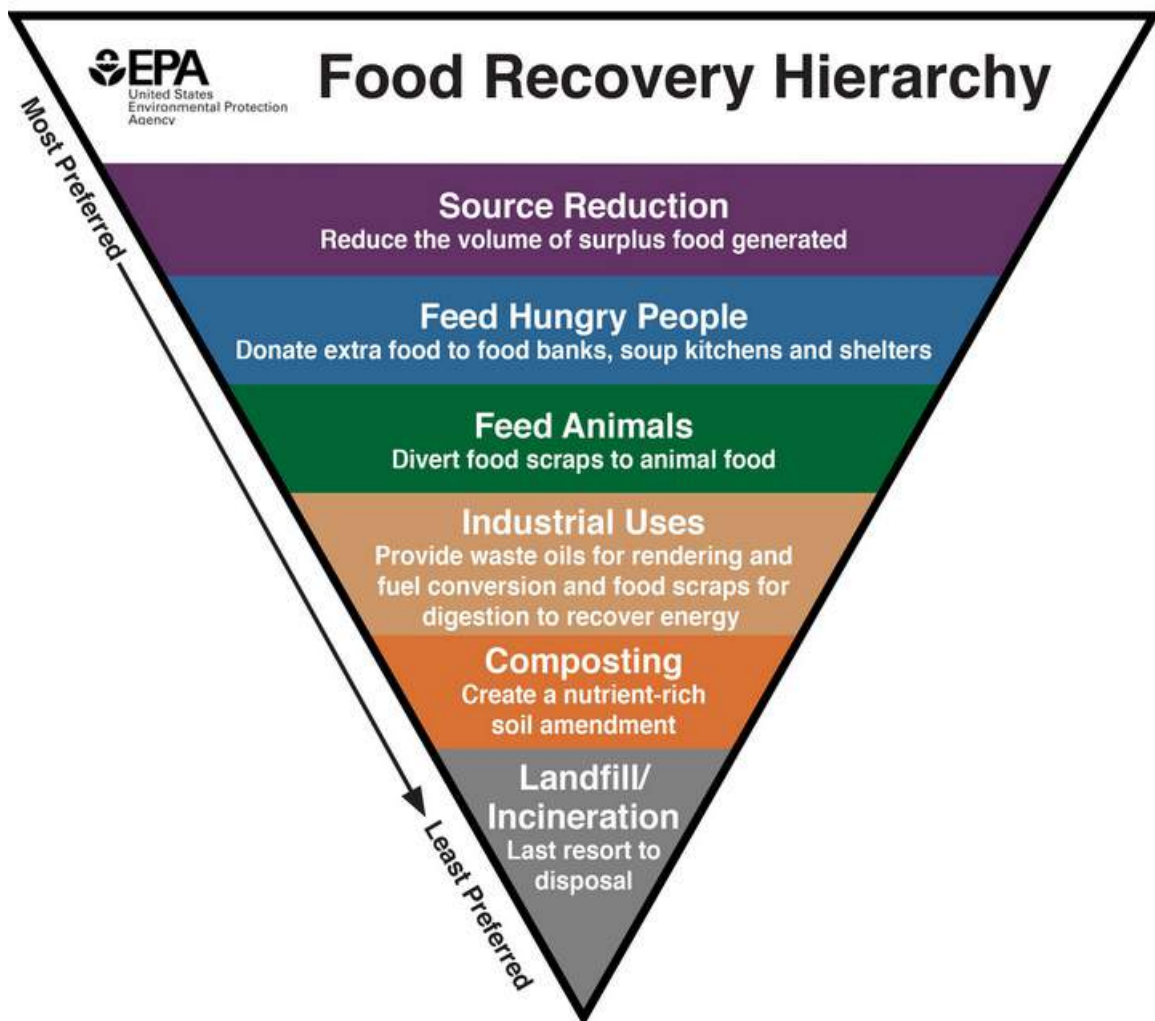 EPA
United States
Environmental Protection
Agency
Food Recovery Hierarchy
Most Preferred
Source Reduction
Reduce the volume of surplus food generated
Feed Hungry People
Donate extra food to food banks, soup kitchens and shelters
Feed Animals
Divert food scraps to animal food
Industrial Uses
Provide waste oils for rendering and
fuel conversion and food scraps for
digestion to recover energy
Composting
Create a nutrient-rich
soil amendment
Landfill/
Incineration
Last resort to
disposal
Least Preferred